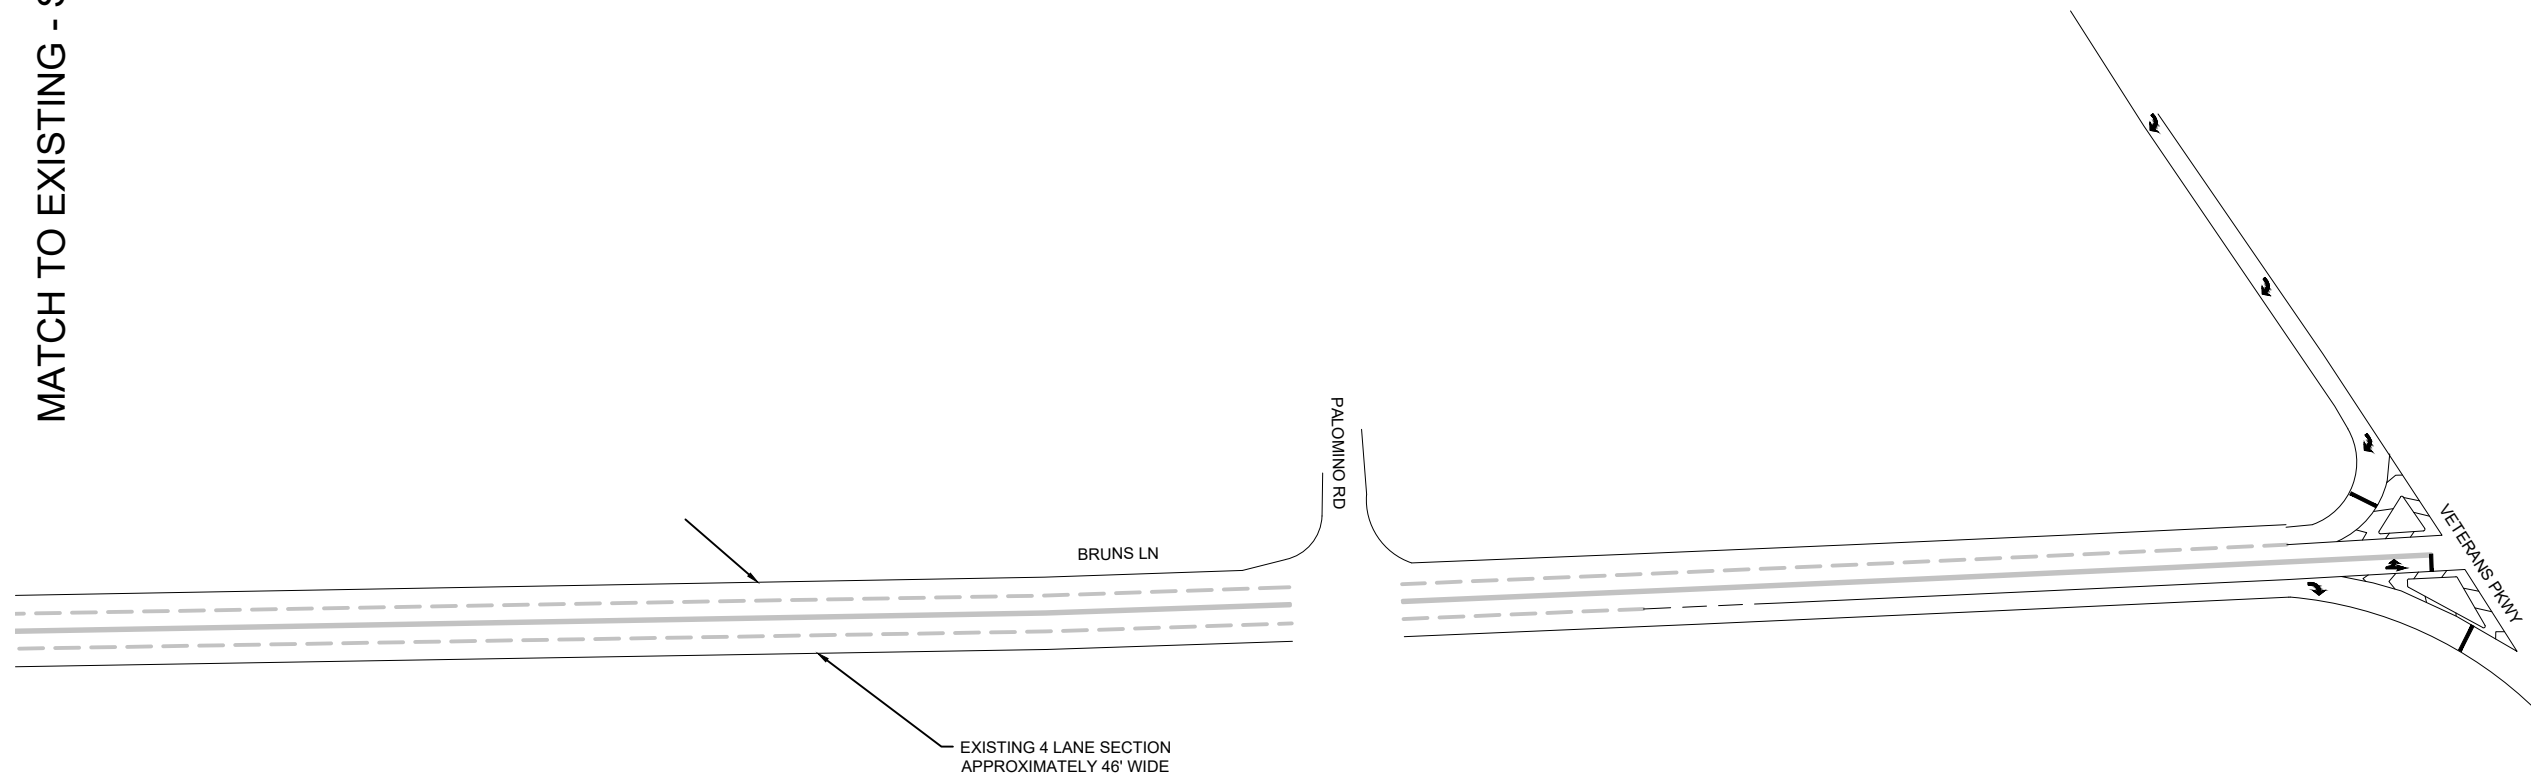 MATCH TO EXISTING -
PALOMINO RD
VETERANS PKWY
BRUNS LN
EXISTING 4 LANE SECTION
APPROXIMATELY 46' WIDE